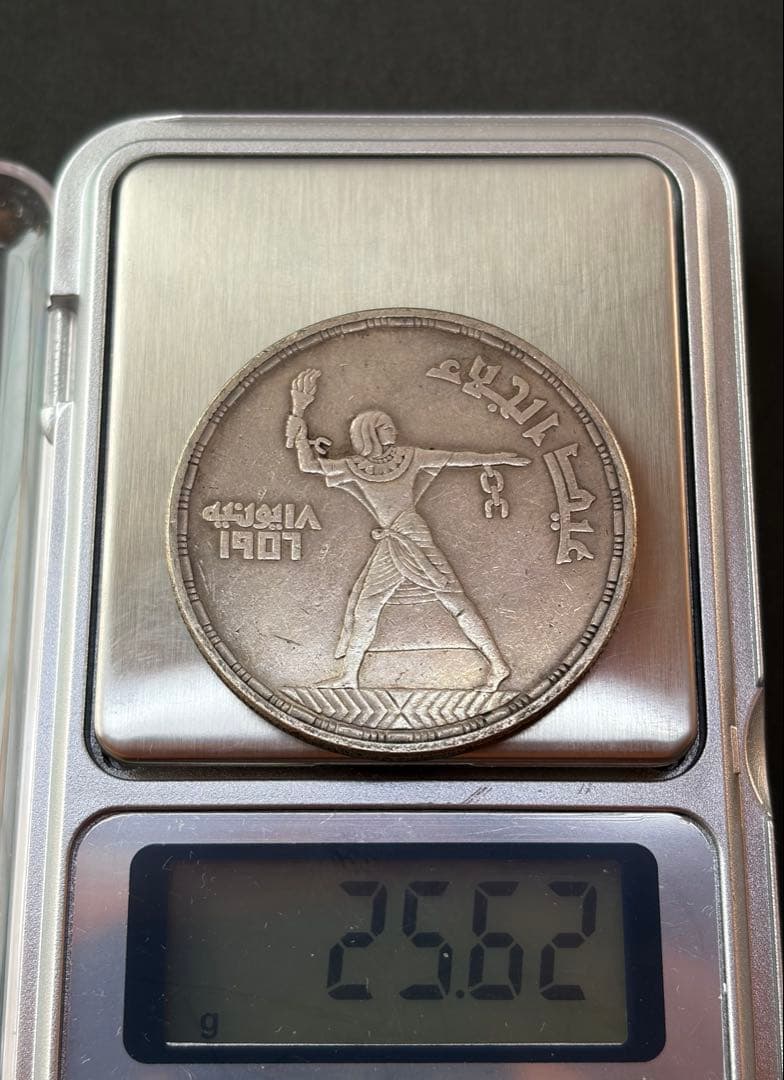 عيد الجلاء
١٨ يونيه
١٩٥٦
25.62
g